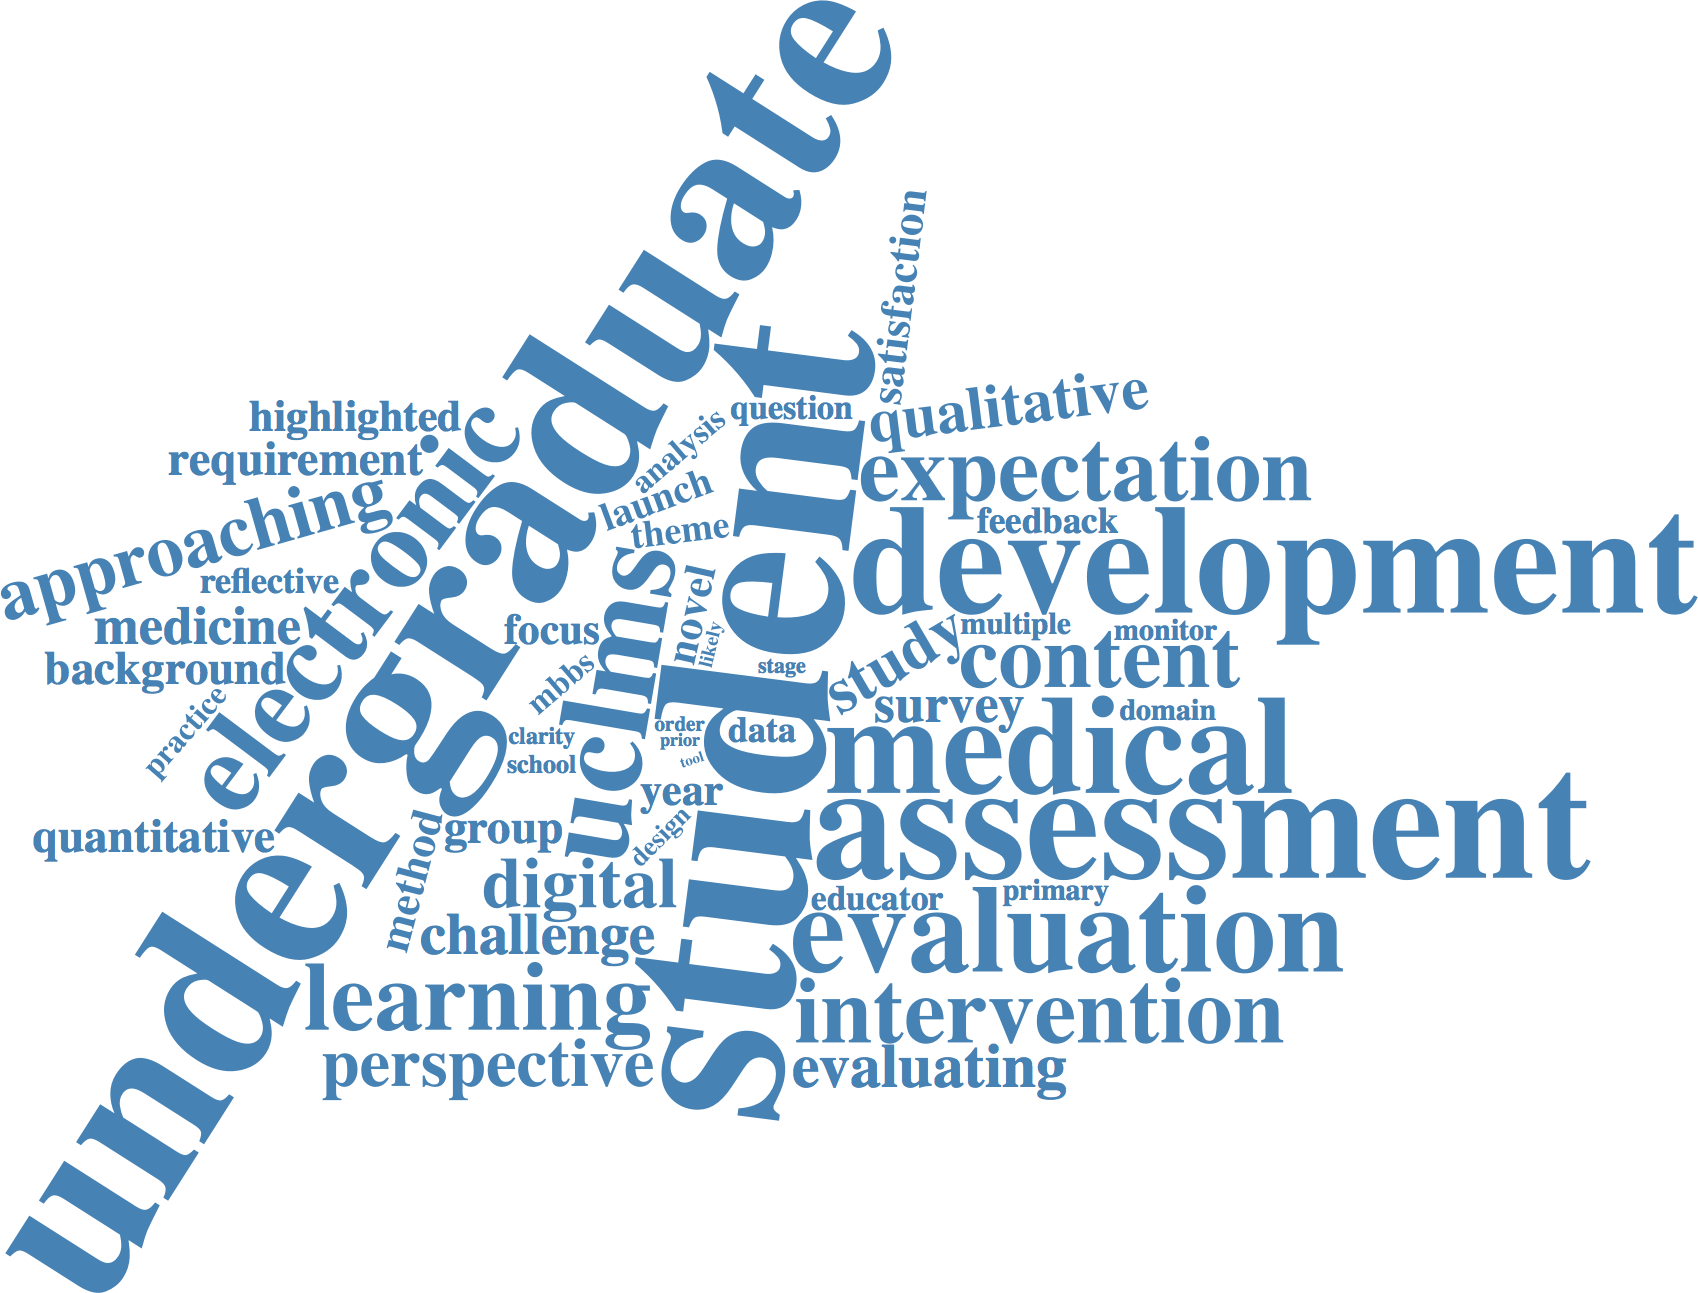 undergraduate
student
satisfaction
qualitative
question
highlighted
analysis
requirement
electronic
expectation
launch
approaching
theme
feedback
development
reflective
uclms
novel
medicine
focus
likely
study
multiple
monitor
background
mbbs
stage
content
practice
survey
domain
clarity
order
data
prior
school
tool
medical
year
quantitative
method
group
design
assessment
digital
educator
primary
challenge
evaluation
learning
intervention
perspective
evaluating